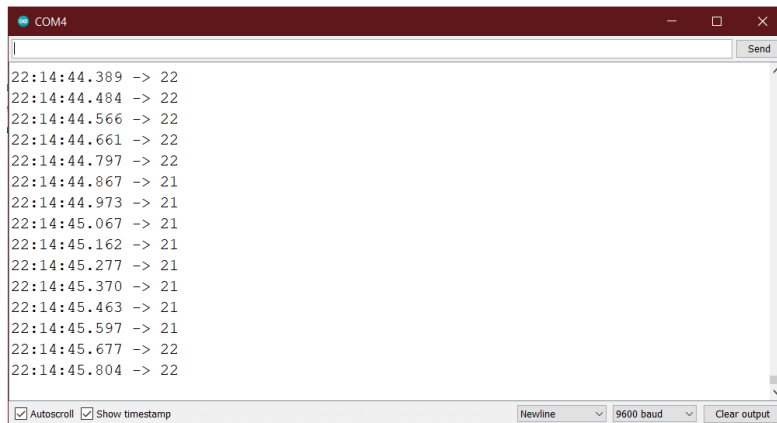 COM4
Send
22:14:44.389 -> 22
22:14:44.484 -> 22
22:14:44.566 -> 22
22:14:44.661 -> 22
22:14:44.797 -> 22
22:14:44.867 -> 21
22:14:44.973 -> 21
22:14:45.067 -> 21
22:14:45.162 -> 21
22:14:45.277 -> 21
22:14:45.370 -> 21
22:14:45.463 -> 21
22:14:45.597 -> 21
22:14:45.677 -> 22
22:14:45.804 -> 22
Autoscroll Show timestamp Newline 9600 baud Clear output